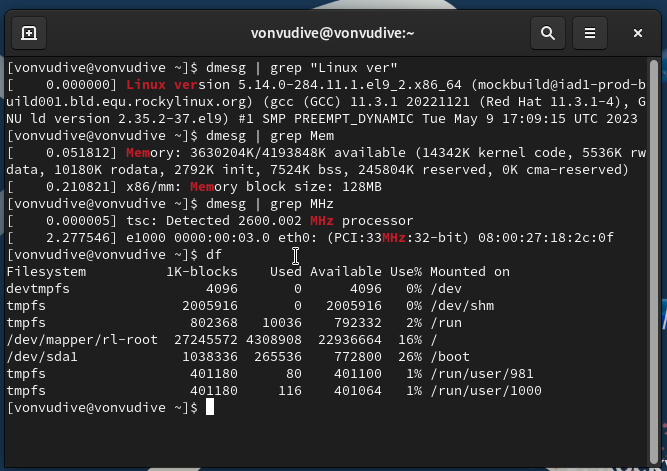 vonvudive@vonvudive:~
[vonvudive@vonvudive ~]$ dmesg | grep "Linux ver"
[    0.000000] Linux version 5.14.0-284.11.1.el9_2.x86_64 (mockbuild@iad1-prod-b
uild001.bld.equ.rockylinux.org) (gcc (GCC) 11.3.1 20221121 (Red Hat 11.3.1-4), G
NU ld version 2.35.2-37.el9) #1 SMP PREEMPT_DYNAMIC Tue May 9 17:09:15 UTC 2023
[vonvudive@vonvudive ~]$ dmesg | grep Mem
[    0.051812] Memory: 3630204K/4193848K available (14342K kernel code, 5536K rw
data, 10180K rodata, 2792K init, 7524K bss, 245804K reserved, 0K cma-reserved)
[    0.210821] x86/mm: Memory block size: 128MB
[vonvudive@vonvudive ~]$ dmesg | grep MHz
[    0.000005] tsc: Detected 2600.002 MHz processor
[    2.277546] e1000 0000:00:03.0 eth0: (PCI:33MHz:32-bit) 08:00:27:18:2c:0f
[vonvudive@vonvudive ~]$ df
Filesystem          1K-blocks    Used Available Use% Mounted on
devtmpfs                 4096       0      4096   0% /dev
tmpfs                 2005916       0   2005916   0% /dev/shm
tmpfs                  802368   10036    792332   2% /run
/dev/mapper/rl-root  27245572 4308908  22936664  16% /
/dev/sda1             1038336  265536    772800  26% /boot
tmpfs                  401180      80    401100   1% /run/user/981
tmpfs                  401180     116    401064   1% /run/user/1000
[vonvudive@vonvudive ~]$